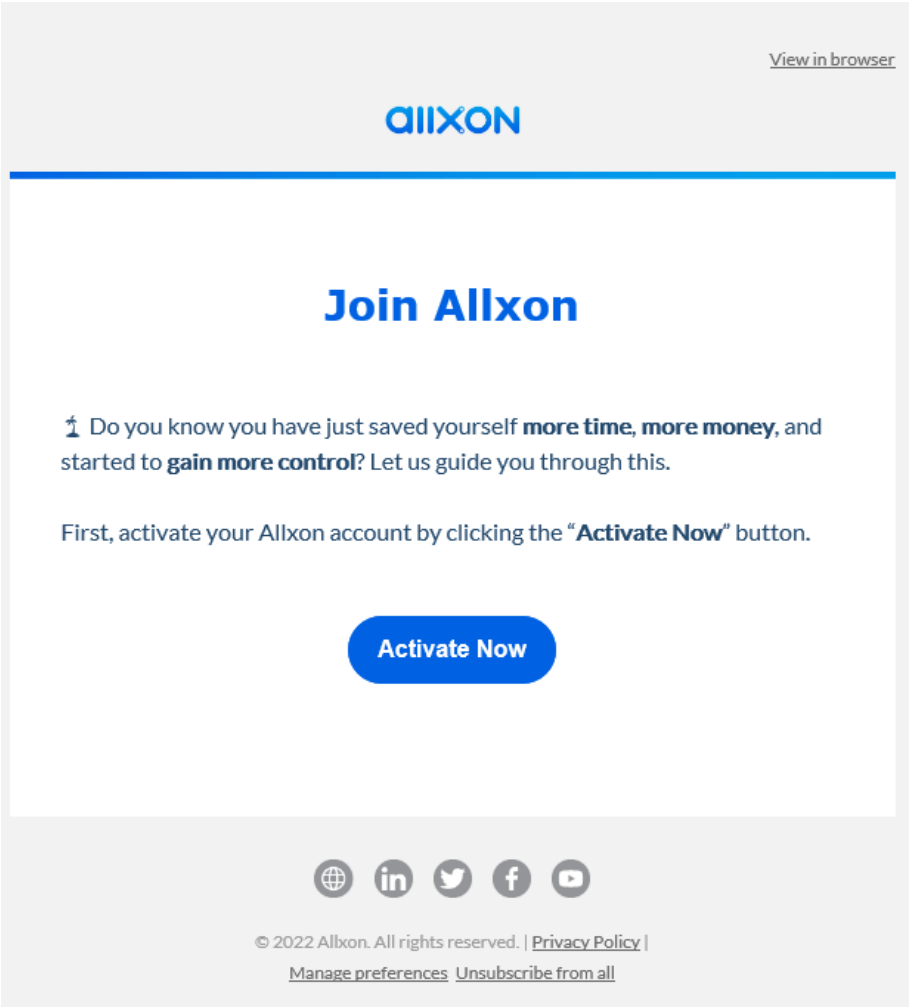 View in browser
allxon
Join Allxon
Do you know you have just saved yourself more time, more money, and
started to gain more control? Let us guide you through this.
First, activate your Allxon account by clicking the “Activate Now” button.
Activate Now
© 2022 Allxon. All rights reserved. | Privacy Policy |
Manage preferences Unsubscribe from all